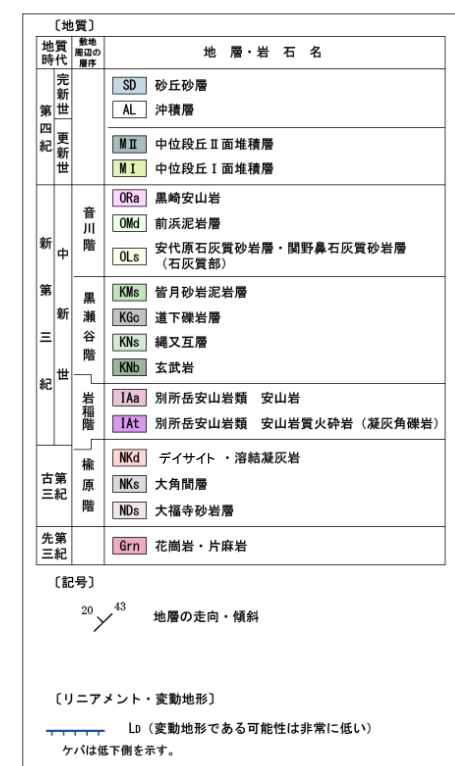 〔地質〕
地質時代 敷地周辺の層序 地 層・岩 石 名
第四紀 完新世 SD 砂丘砂層
AL 沖積層
更新世 MⅡ 中位段丘Ⅱ面堆積層
MⅠ 中位段丘Ⅰ面堆積層
新第三紀 中新世 音川階 ORa 黒崎安山岩
OMd 前浜泥岩層
OLs 安代原石灰質砂岩層・関野鼻石灰質砂岩層
（石灰質部）
黒瀬谷階 KMs 皆月砂岩泥岩層
KGc 道下礫岩層
KNs 縄又互層
KNb 玄武岩
岩稲階 IAa 別所岳安山岩類 安山岩
IAt 別所岳安山岩類 安山岩質火砕岩（凝灰角礫岩）
古第三紀 楡原階 NKd デイサイト ・溶結凝灰岩
NKs 大角間層
NDs 大福寺砂岩層
先第三紀 Grn 花崗岩・片麻岩
〔記号〕
20 43 地層の走向・傾斜
〔リニアメント・変動地形〕
LD（変動地形である可能性は非常に低い）
ケバは低下側を示す。